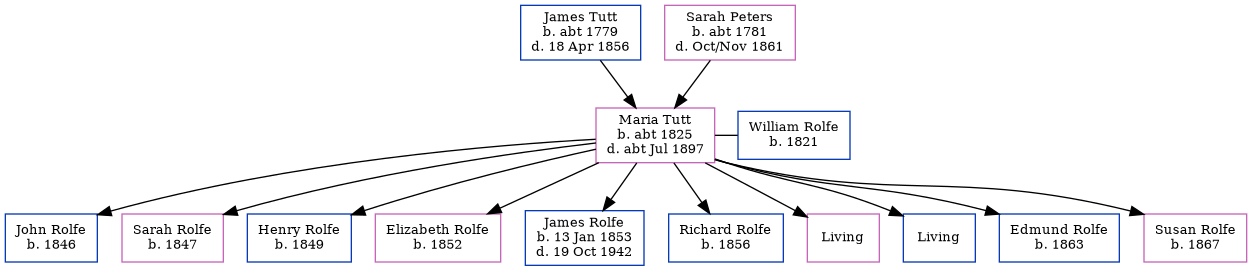 James Tutt
b. abt 1779
d. 18 Apr 1856
Sarah Peters
b. abt 1781
d. Oct/Nov 1861
Maria Tutt
b. abt 1825
d. abt Jul 1897
William Rolfe
b. 1821
John Rolfe
b. 1846
Sarah Rolfe
b. 1847
Henry Rolfe
b. 1849
Elizabeth Rolfe
b. 1852
James Rolfe
b. 13 Jan 1853
d. 19 Oct 1942
Richard Rolfe
b. 1856
Living
Living
Edmund Rolfe
b. 1863
Susan Rolfe
b. 1867